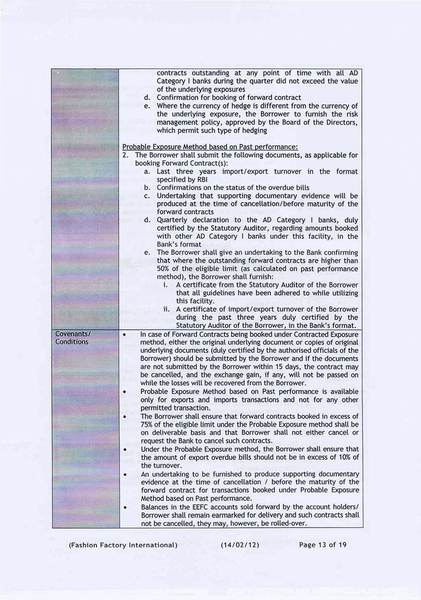 contracts outstanding at any point of time with all AD
Category I banks during the quarter did not exceed the value
of the underlying exposures
d. Confirmation for booking of forward contract
e. Where the currency of hedge is different from the currency of
the underlying exposure, the Borrower to furnish the risk
management policy, approved by the Board of the Directors,
which permit such type of hedging
Probable Exposure Method based on Past performance:
2. The Borrower shall submit the following documents, as applicable for
booking Forward Contract(s):
a. Last three years import/export turnover in the format
specified by RBI
b. Confirmations on the status of the overdue bills
c. Undertaking that supporting documentary evidence will be
produced at the time of cancellation/before maturity of the
forward contracts
d. Quarterly declaration to the AD Category I banks, duly
certified by the Statutory Auditor, regarding amounts booked
with other AD Category I banks under this facility, in the
Bank's format
e. The Borrower shall give an undertaking to the Bank confirming
that where the outstanding forward contracts are higher than
50% of the eligible limit (as calculated on past performance
method), the Borrower shall furnish:
i. A certificate from the Statutory Auditor of the Borrower
that all guidelines have been adhered to while utilizing
this facility.
ii. A certificate of import/export turnover of the Borrower
during the past three years duly certified by the
Statutory Auditor of the Borrower, in the Bank's format.
Covenants/
Conditions
• In case of Forward Contracts being booked under Contracted Exposure
method, either the original underlying document or copies of original
underlying documents (duly certified by the authorised officials of the
Borrower) should be submitted by the Borrower and if the documents
are not submitted by the Borrower within 15 days, the contract may
be cancelled, and the exchange gain, if any, will not be passed on
while the losses will be recovered from the Borrower.
• Probable Exposure Method based on Past performance is available
only for exports and imports transactions and not for any other
permitted transaction.
• The Borrower shall ensure that forward contracts booked in excess of
75% of the eligible limit under the Probable Exposure method shall be
on deliverable basis and that Borrower shall not either cancel or
request the Bank to cancel such contracts.
• Under the Probable Exposure method, the Borrower shall ensure that
the amount of export overdue bills should not be in excess of 10% of
the turnover.
• An undertaking to be furnished to produce supporting documentary
evidence at the time of cancellation / before the maturity of the
forward contract for transactions booked under Probable Exposure
Method based on Past performance.
• Balances in the EEFC accounts sold forward by the account holders/
Borrower shall remain earmarked for delivery and such contracts shall
not be cancelled, they may, however, be rolled-over.
(Fashion Factory International) (14/02/12) Page 13 of 19